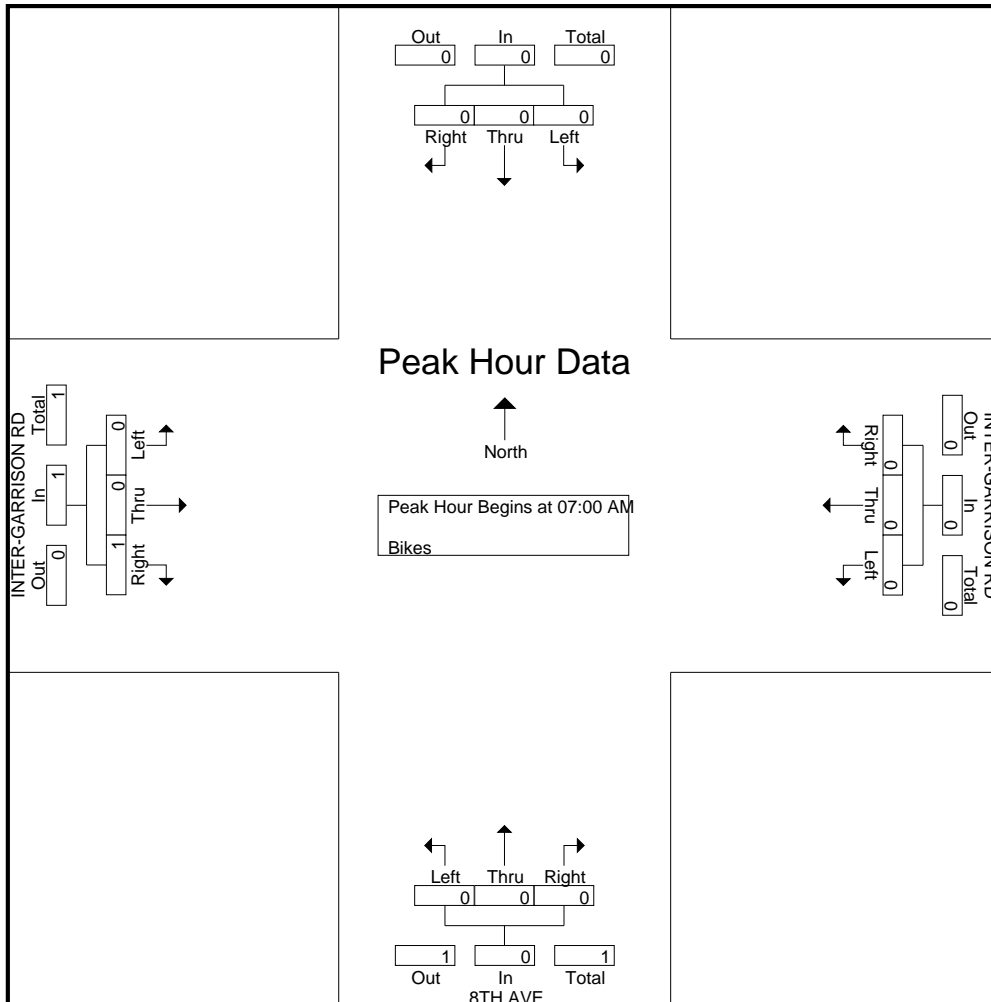 Out In Total
0 0 0
0 0 0
Right Thru Left
Peak Hour Data
North
Peak Hour Begins at 07:00 AM
Bikes
INTER-GARRISON RD
Out In Total
0 1 1
Right Thru Left
1 0 0
INTER-GARRISON RD
Out In Total
0 0 0
Right Thru Left
0 0 0
Left Thru Right
0 0 0
1 0 1
Out In Total
8TH AVE